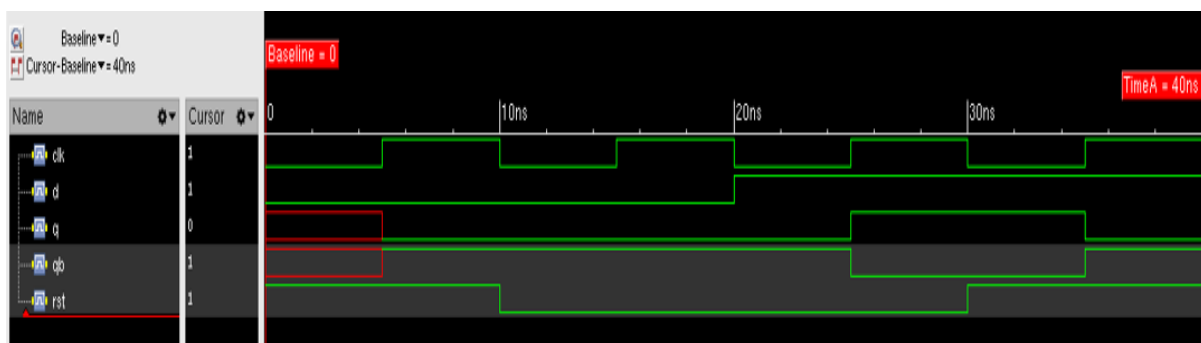 Baseline▼= 0
Cursor-Baseline▼= 40ns
Baseline = 0
TimeA = 40ns
Name
Cursor
0
10ns
20ns
30ns
clk 1
d 1
q 0
qb 1
rst 1